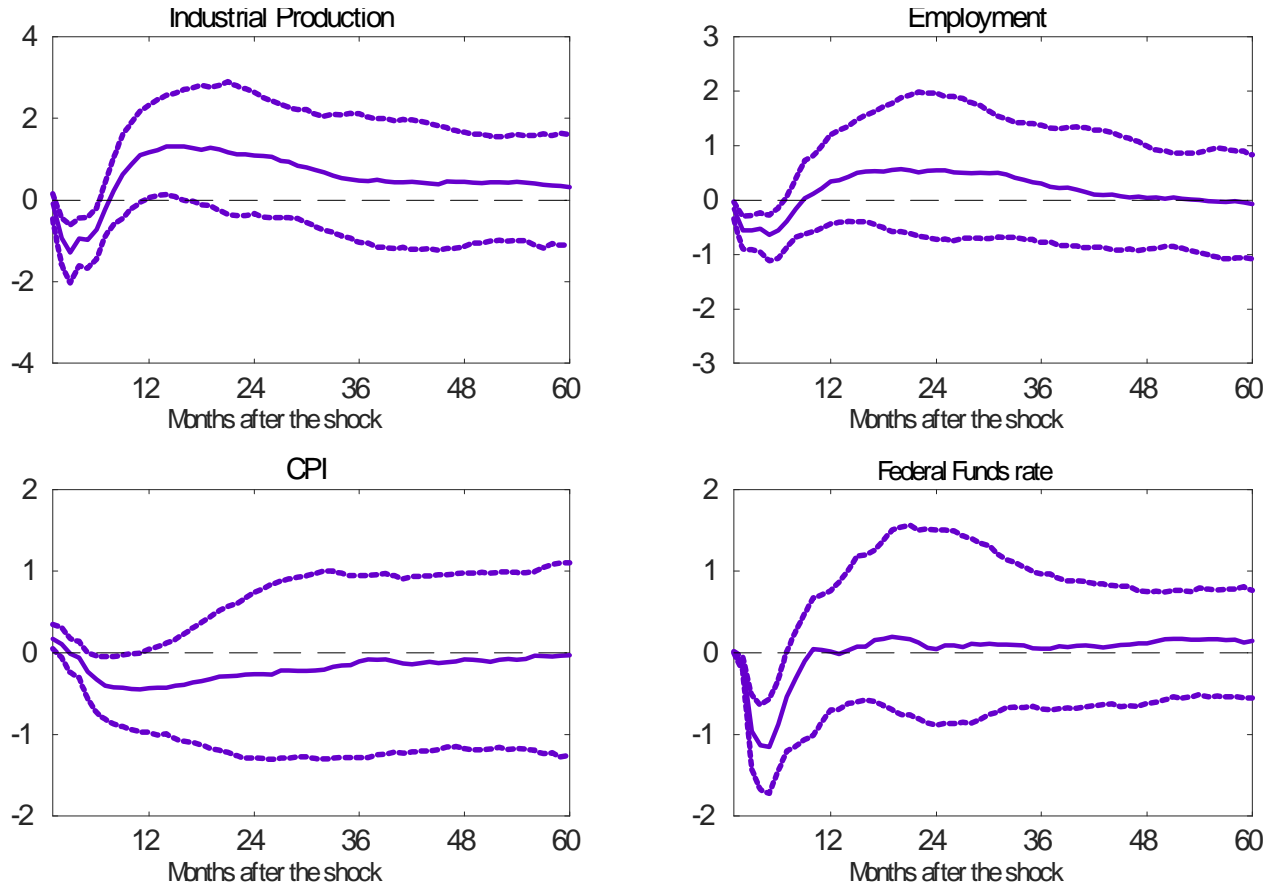 Industrial Production
Employment
4
2
0
-2
-4
12 24 36 48 60
Months after the shock
3
2
1
0
-1
-2
-3
12 24 36 48 60
Months after the shock
CPI
Federal Funds rate
2
1
0
-1
-2
12 24 36 48 60
Months after the shock
2
1
0
-1
-2
12 24 36 48 60
Months after the shock